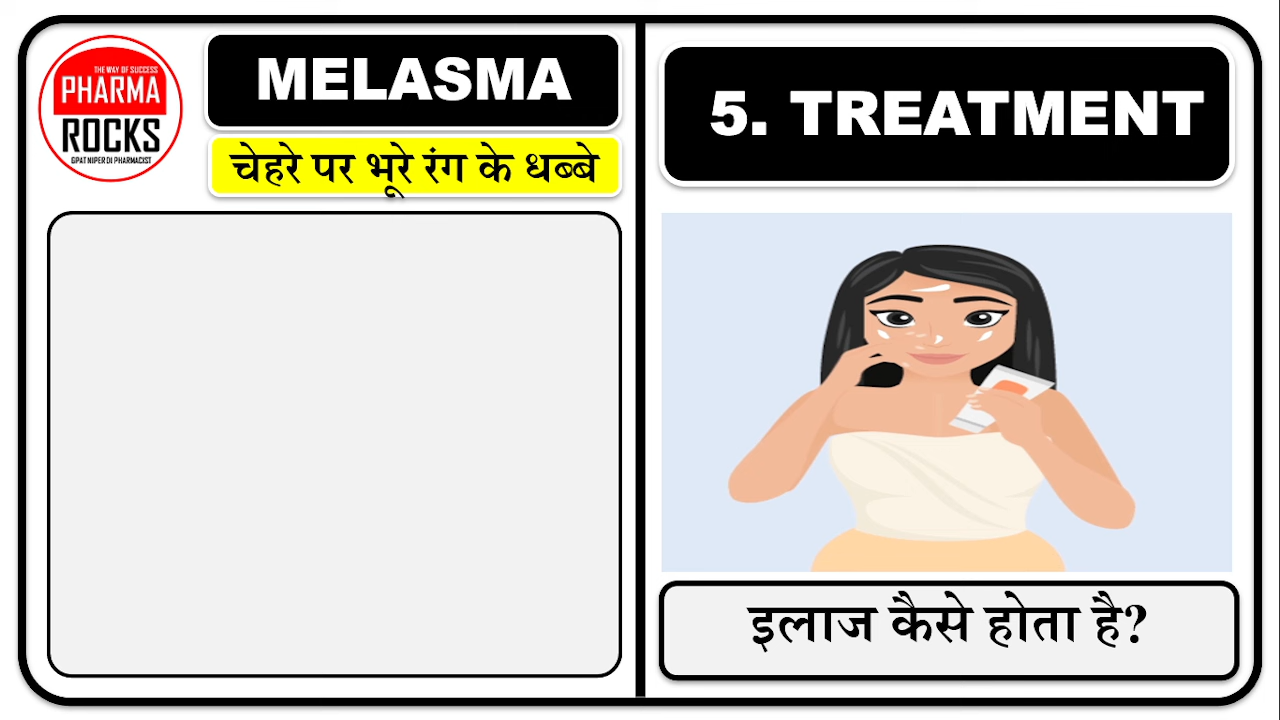 THE WAY OF SUCCESS
PHARMA
ROCKS
GPAT NIPER DI PHARMACIST
MELASMA
चेहरे पर भूरे रंग के धब्बे
5. TREATMENT
इलाज कैसे होता है?